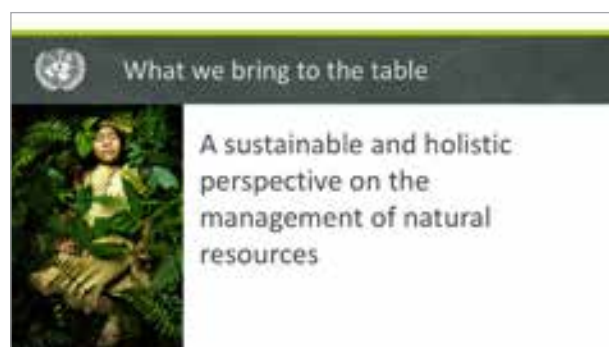 What we bring to the table
A sustainable and holistic
perspective on the
management of natural
resources